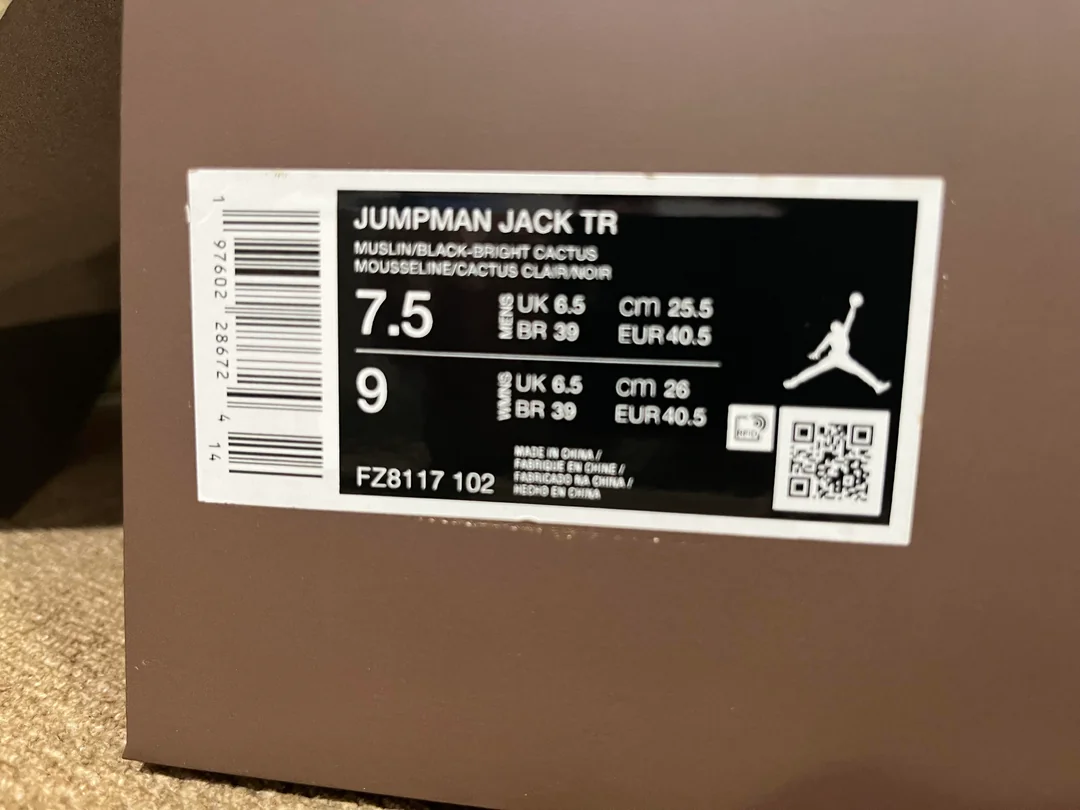 1 97602 28672 4 14
JUMPMAN JACK TR
MUSLIN/BLACK-BRIGHT CACTUS
MOUSSELINE/CACTUS CLAIR/NOIR
7.5 MENS UK 6.5 cm 25.5
BR 39 EUR 40.5
9 WMNS UK 6.5 cm 26
BR 39 EUR 40.5
RFID
FZ8117 102
MADE IN CHINA /
FABRIQUE EN CHINE /
FABRICADO NA CHINA /
HECHO EN CHINA